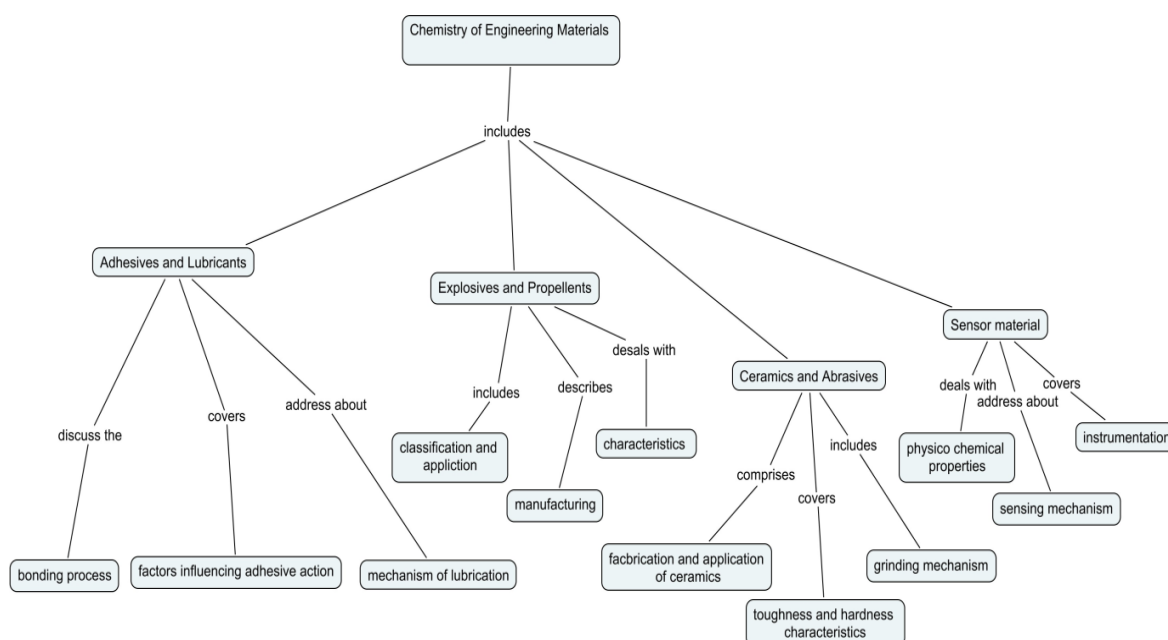 Chemistry of Engineering Materials
includes
Adhesives and Lubricants
Explosives and Propellents
Sensor material
Ceramics and Abrasives
discuss the
covers
address about
includes
describes
desals with
comprises
covers
includes
deals with
address about
covers
bonding process
factors influencing adhesive action
mechanism of lubrication
classification and
appliction
manufacturing
characteristics
facbrication and application
of ceramics
toughness and hardness
characteristics
grinding mechanism
physico chemical
properties
sensing mechanism
instrumentation